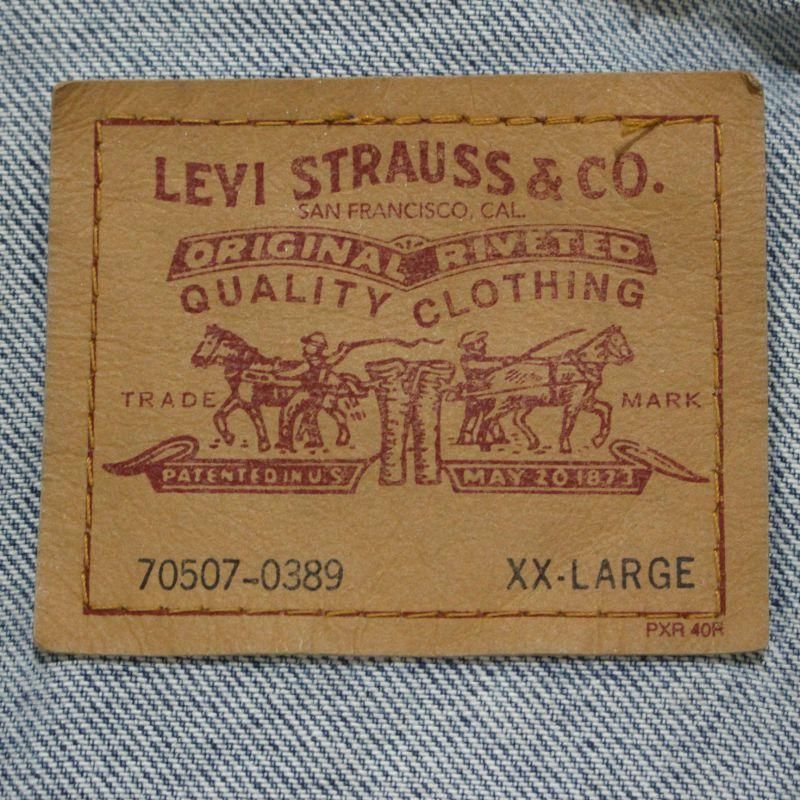 LEVI STRAUSS & CO.
SAN FRANCISCO, CAL.
ORIGINAL RIVETED
QUALITY CLOTHING
TRADE MARK
PATENTED IN U.S. MAY 20 1873
70507-0389 XX-LARGE
PXR 40R